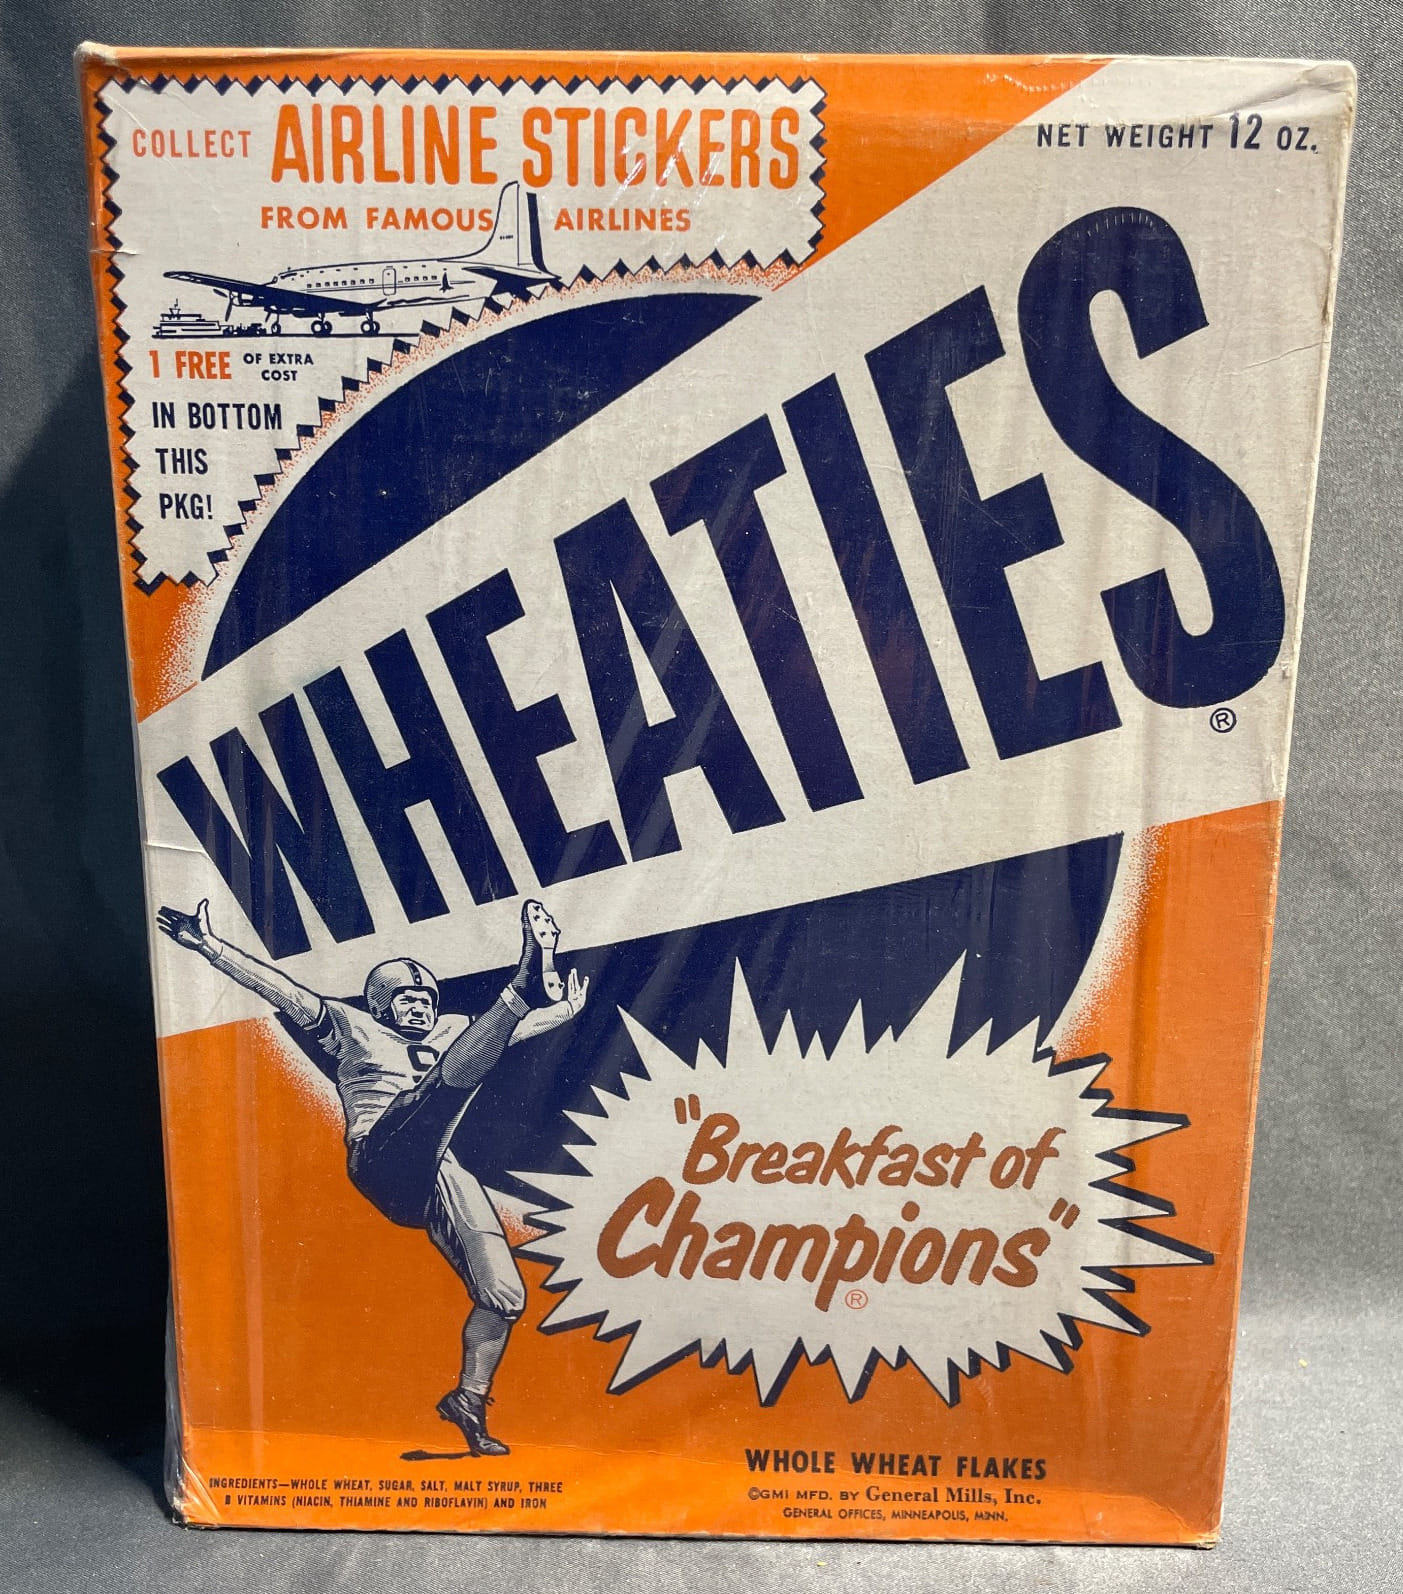 COLLECT AIRLINE STICKERS
FROM FAMOUS AIRLINES
1 FREE OF EXTRA COST
IN BOTTOM
THIS
PKG!
NET WEIGHT 12 OZ.
WHEATIES
®
S
"Breakfast of
Champions"
®
INGREDIENTS—WHOLE WHEAT, SUGAR, SALT, MALT SYRUP, THREE
B VITAMINS (NIACIN, THIAMINE AND RIBOFLAVIN) AND IRON
WHOLE WHEAT FLAKES
©GMI MFD. BY General Mills, Inc.
GENERAL OFFICES, MINNEAPOLIS, MINN.